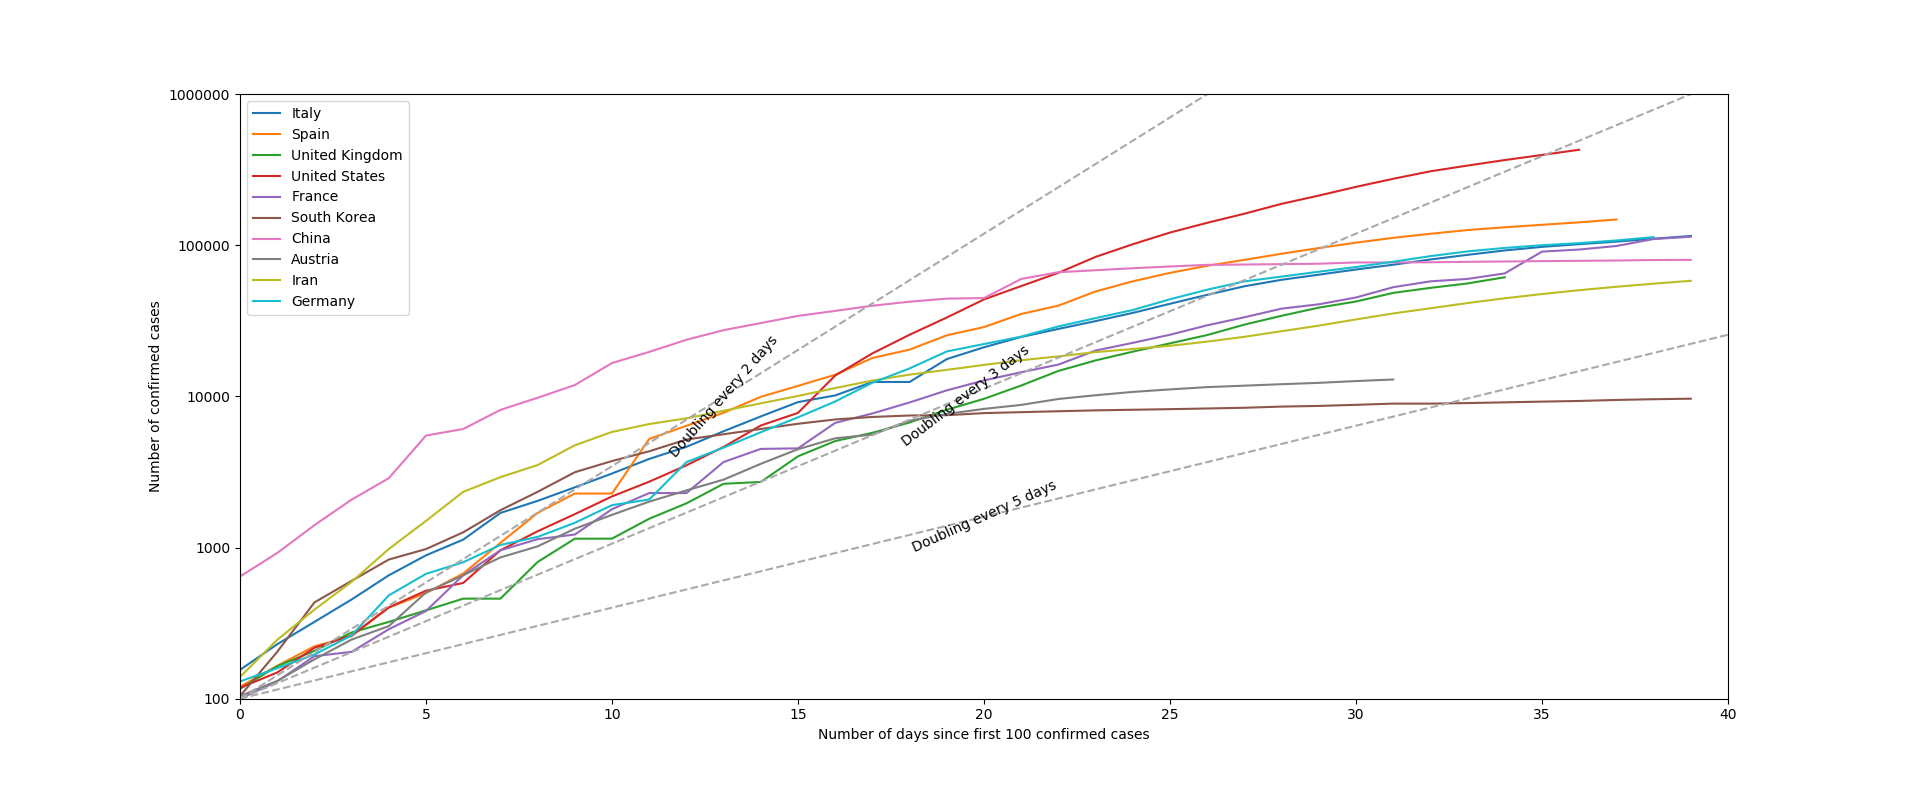 1000000
100000
10000
1000
100
Number of confirmed cases
Italy
Spain
United Kingdom
United States
France
South Korea
China
Austria
Iran
Germany
Doubling every 2 days
Doubling every 3 days
Doubling every 5 days
0 5 10 15 20 25 30 35 40
Number of days since first 100 confirmed cases